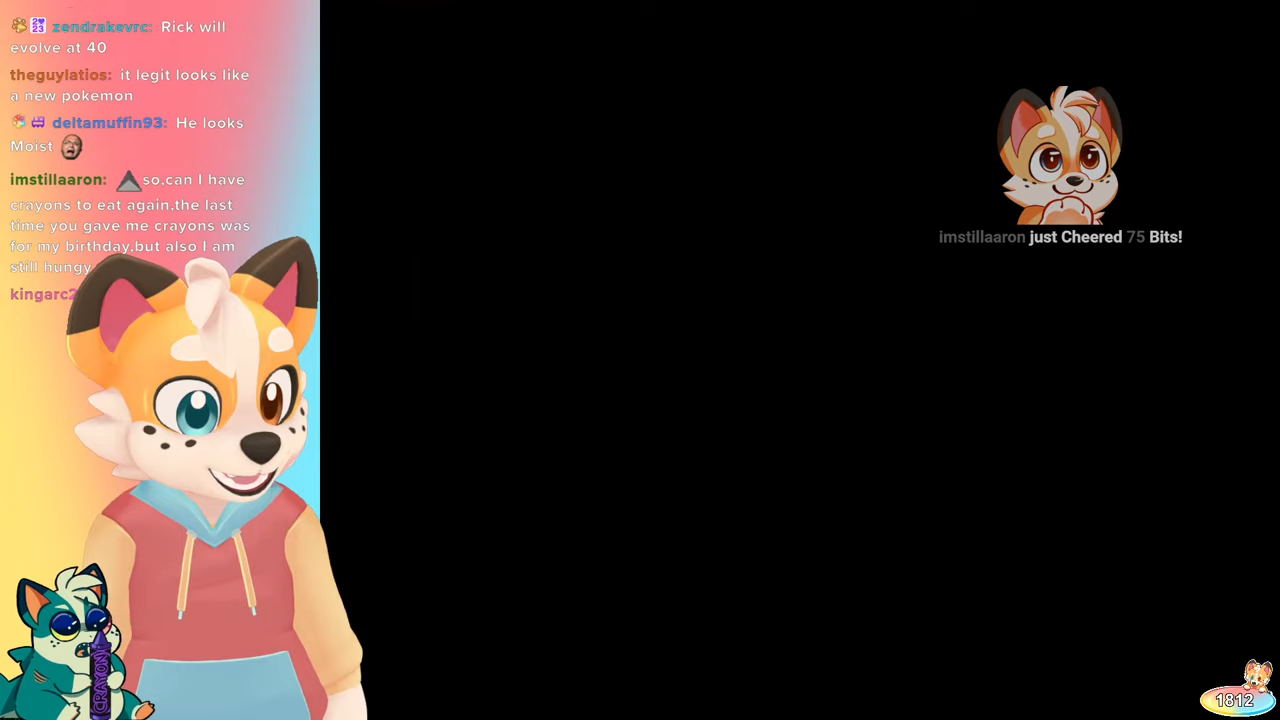 zendrakevrc: Rick will
evolve at 40
theguylatios: it legit looks like
a new pokemon
deltamuffin93: He looks
Moist
imstillaaron: so,can I have
crayons to eat again,the last
time you gave me crayons was
for my birthday,but also I am
still hungy
kingarc2
imstillaaron just Cheered 75 Bits!
CRAYON
1812